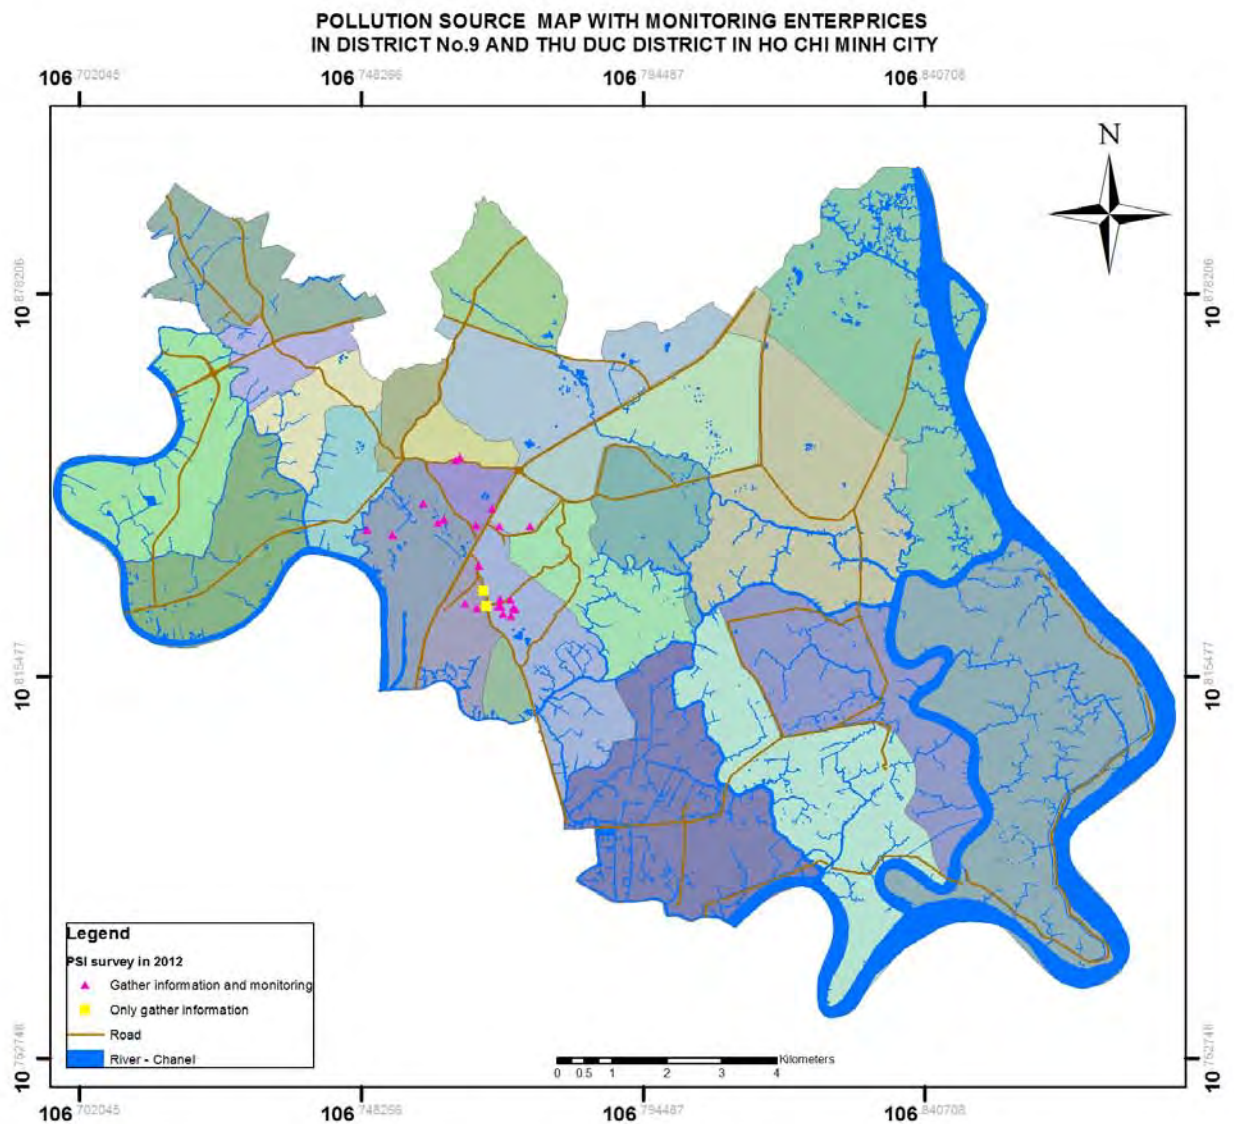 POLLUTION SOURCE MAP WITH MONITORING ENTERPRICES
IN DISTRICT No.9 AND THU DUC DISTRICT IN HO CHI MINH CITY
106 702045
106 748266
106 794487
106 840708
N
10 878206
10 878206
10 815477
10 815477
Legend
PSI survey in 2012
Gather information and monitoring
Only gather information
Road
River - Chanel
Kilometers
0 0.5 1 2 3 4
10 752748
10 752748
106 702045
106 748266
106 794487
106 840708